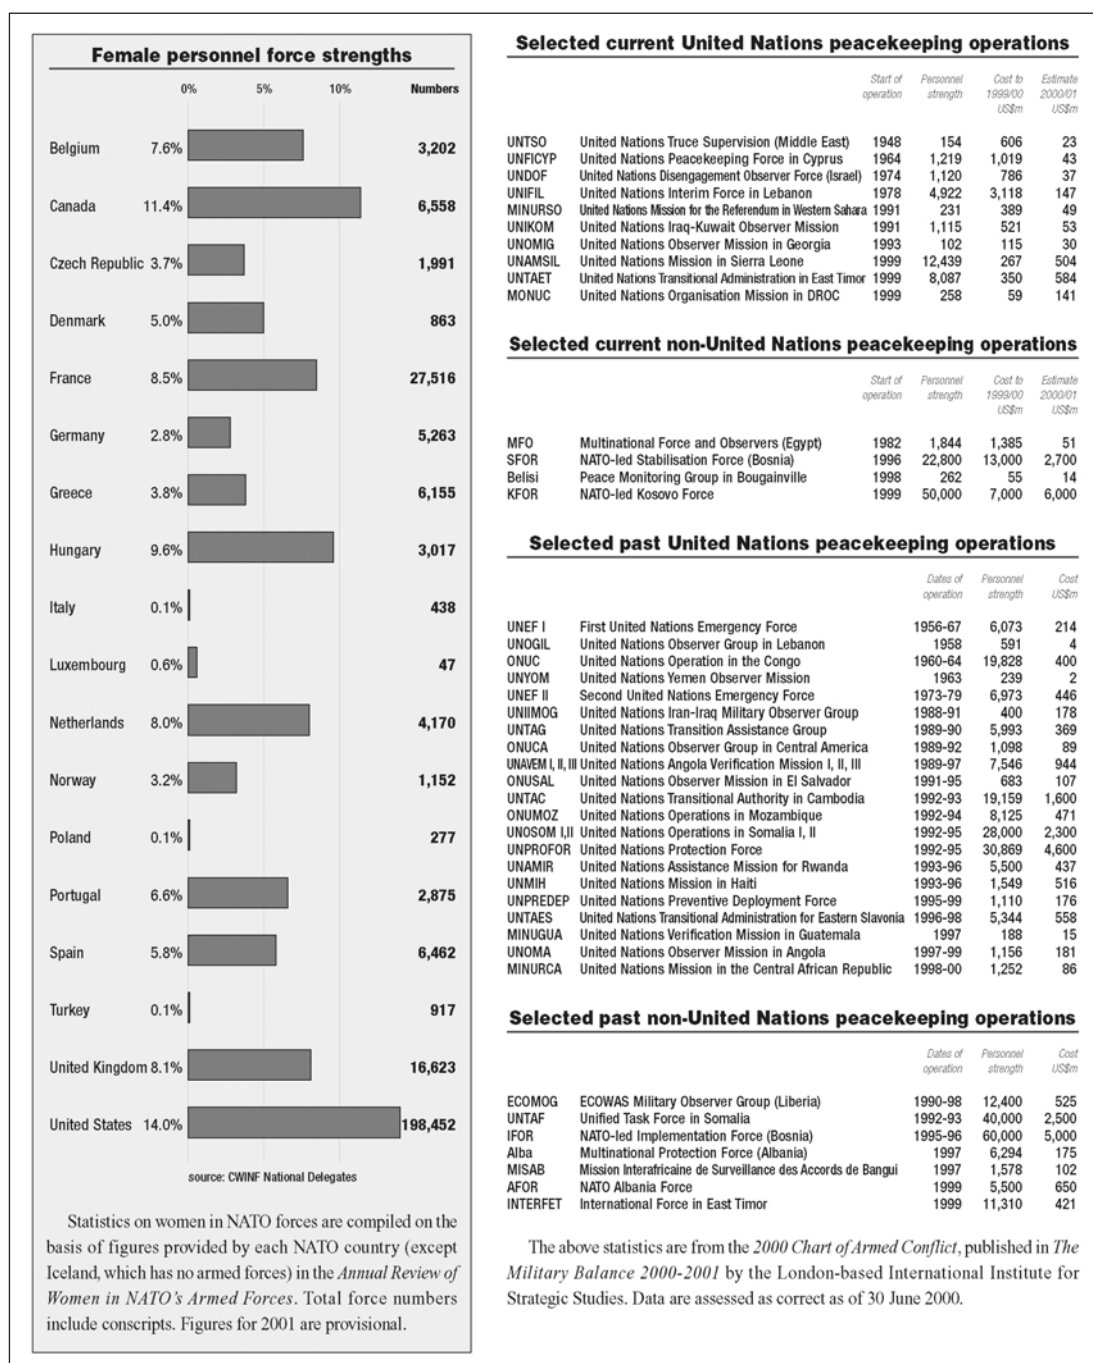 Female personnel force strengths
0% 5% 10% Numbers
Belgium 7.6% 3,202
Canada 11.4% 6,558
Czech Republic 3.7% 1,991
Denmark 5.0% 863
France 8.5% 27,516
Germany 2.8% 5,263
Greece 3.8% 6,155
Hungary 9.6% 3,017
Italy 0.1% 438
Luxembourg 0.6% 47
Netherlands 8.0% 4,170
Norway 3.2% 1,152
Poland 0.1% 277
Portugal 6.6% 2,875
Spain 5.8% 6,462
Turkey 0.1% 917
United Kingdom 8.1% 16,623
United States 14.0% 198,452
source: CWINF National Delegates
Statistics on women in NATO forces are compiled on the
basis of figures provided by each NATO country (except
Iceland, which has no armed forces) in the Annual Review of
Women in NATO's Armed Forces. Total force numbers
include conscripts. Figures for 2001 are provisional.
Selected current United Nations peacekeeping operations
Start of Personnel Cost to Estimate
operation strength 1999/00 2000/01
US$m US$m
UNTSO United Nations Truce Supervision (Middle East) 1948 154 606 23
UNFICYP United Nations Peacekeeping Force in Cyprus 1964 1,219 1,019 43
UNDOF United Nations Disengagement Observer Force (Israel) 1974 1,120 786 37
UNIFIL United Nations Interim Force in Lebanon 1978 4,922 3,118 147
MINURSO United Nations Mission for the Referendum in Western Sahara 1991 231 389 49
UNIKOM United Nations Iraq-Kuwait Observer Mission 1991 1,115 521 53
UNOMIG United Nations Observer Mission in Georgia 1993 102 115 30
UNAMSIL United Nations Mission in Sierra Leone 1999 12,439 267 504
UNTAET United Nations Transitional Administration in East Timor 1999 8,087 350 584
MONUC United Nations Organisation Mission in DROC 1999 258 59 141
Selected current non-United Nations peacekeeping operations
Start of Personnel Cost to Estimate
operation strength 1999/00 2000/01
US$m US$m
MFO Multinational Force and Observers (Egypt) 1982 1,844 1,385 51
SFOR NATO-led Stabilisation Force (Bosnia) 1996 22,800 13,000 2,700
Belisi Peace Monitoring Group in Bougainville 1998 262 55 14
KFOR NATO-led Kosovo Force 1999 50,000 7,000 6,000
Selected past United Nations peacekeeping operations
Dates of Personnel Cost
operation strength US$m
UNEF I First United Nations Emergency Force 1956-67 6,073 214
UNOGIL United Nations Observer Group in Lebanon 1958 591 4
ONUC United Nations Operation in the Congo 1960-64 19,828 400
UNYOM United Nations Yemen Observer Mission 1963 239 2
UNEF II Second United Nations Emergency Force 1973-79 6,973 446
UNIIMOG United Nations Iran-Iraq Military Observer Group 1988-91 400 178
UNTAG United Nations Transition Assistance Group 1989-90 5,993 369
ONUCA United Nations Observer Group in Central America 1989-92 1,098 89
UNAVEM I, II, III United Nations Angola Verification Mission I, II, III 1989-97 7,546 944
ONUSAL United Nations Observer Mission in El Salvador 1991-95 683 107
UNTAC United Nations Transitional Authority in Cambodia 1992-93 19,159 1,600
ONUMOZ United Nations Operations in Mozambique 1992-94 8,125 471
UNOSOM I,II United Nations Operations in Somalia I, II 1992-95 28,000 2,300
UNPROFOR United Nations Protection Force 1992-95 30,869 4,600
UNAMIR United Nations Assistance Mission for Rwanda 1993-96 5,500 437
UNMIH United Nations Mission in Haiti 1993-96 1,549 516
UNPREDEP United Nations Preventive Deployment Force 1995-99 1,110 176
UNTAES United Nations Transitional Administration for Eastern Slavonia 1996-98 5,344 558
MINUGUA United Nations Verification Mission in Guatemala 1997 188 15
UNOMA United Nations Observer Mission in Angola 1997-99 1,156 181
MINURCA United Nations Mission in the Central African Republic 1998-00 1,252 86
Selected past non-United Nations peacekeeping operations
Dates of Personnel Cost
operation strength US$m
ECOMOG ECOWAS Military Observer Group (Liberia) 1990-98 12,400 525
UNTAF Unified Task Force in Somalia 1992-93 40,000 2,500
IFOR NATO-led Implementation Force (Bosnia) 1995-96 60,000 5,000
Alba Multinational Protection Force (Albania) 1997 6,294 175
MISAB Mission Interafricaine de Surveillance des Accords de Bangui 1997 1,578 102
AFOR NATO Albania Force 1999 5,500 650
INTERFET International Force in East Timor 1999 11,310 421
The above statistics are from the 2000 Chart of Armed Conflict, published in The
Military Balance 2000-2001 by the London-based International Institute for
Strategic Studies. Data are assessed as correct as of 30 June 2000.